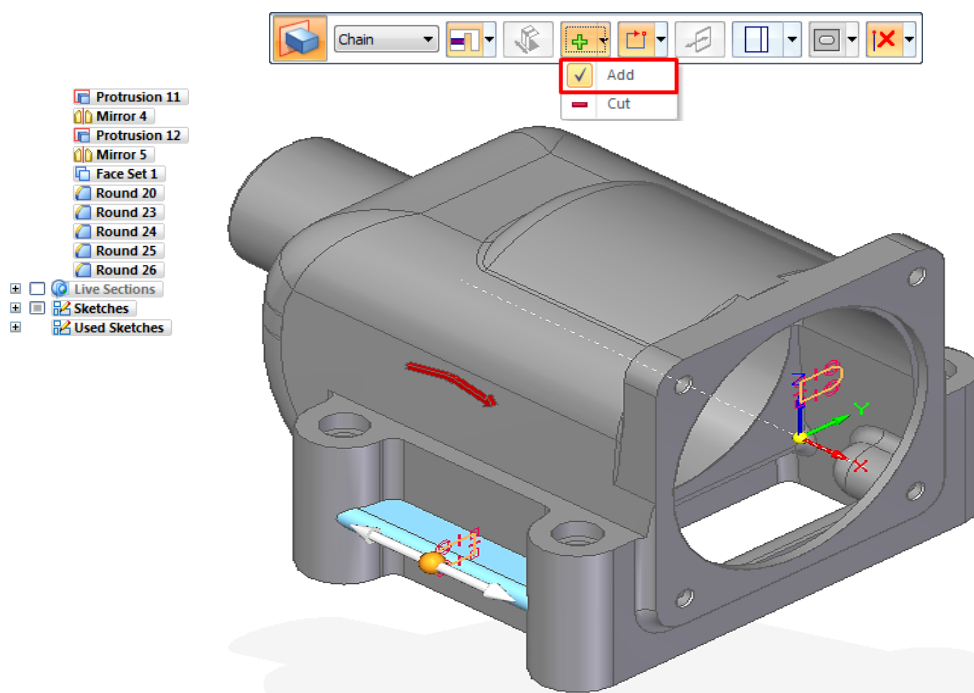 Chain
Add
Cut
Protrusion 11
Mirror 4
Protrusion 12
Mirror 5
Face Set 1
Round 20
Round 23
Round 24
Round 25
Round 26
Live Sections
Sketches
Used Sketches
Z
Y
X